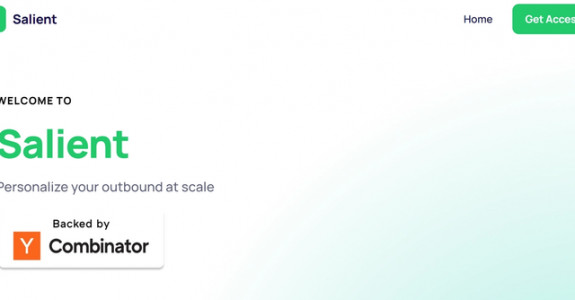 Salient
Home
Get Acces
WELCOME TO
Salient
Personalize your outbound at scale
Backed by
Y Combinator